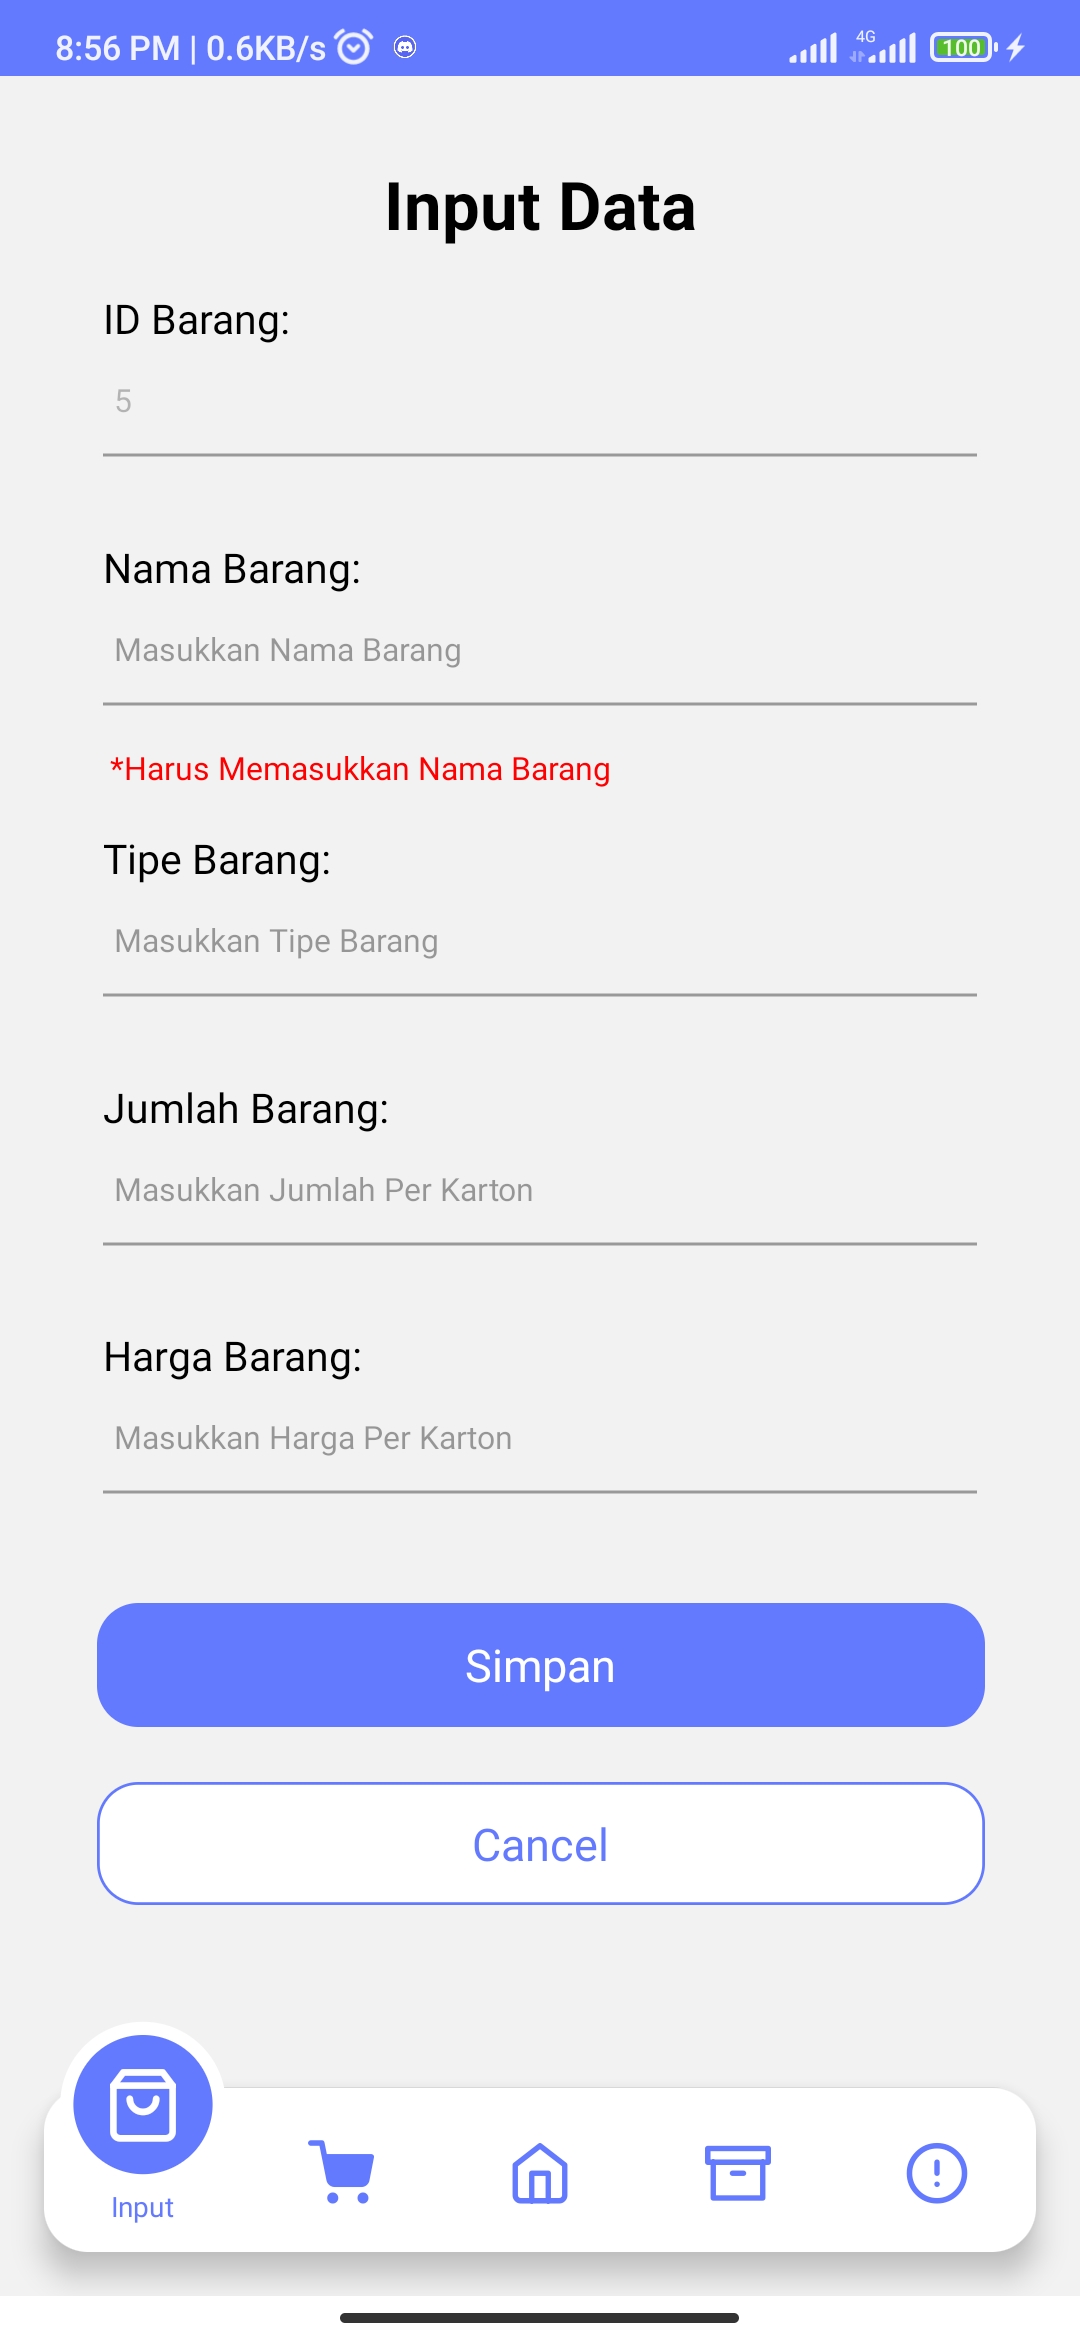 8:56 PM | 0.6KB/s
4G
100
Input Data
ID Barang:
5
Nama Barang:
Masukkan Nama Barang
*Harus Memasukkan Nama Barang
Tipe Barang:
Masukkan Tipe Barang
Jumlah Barang:
Masukkan Jumlah Per Karton
Harga Barang:
Masukkan Harga Per Karton
Simpan
Cancel
Input